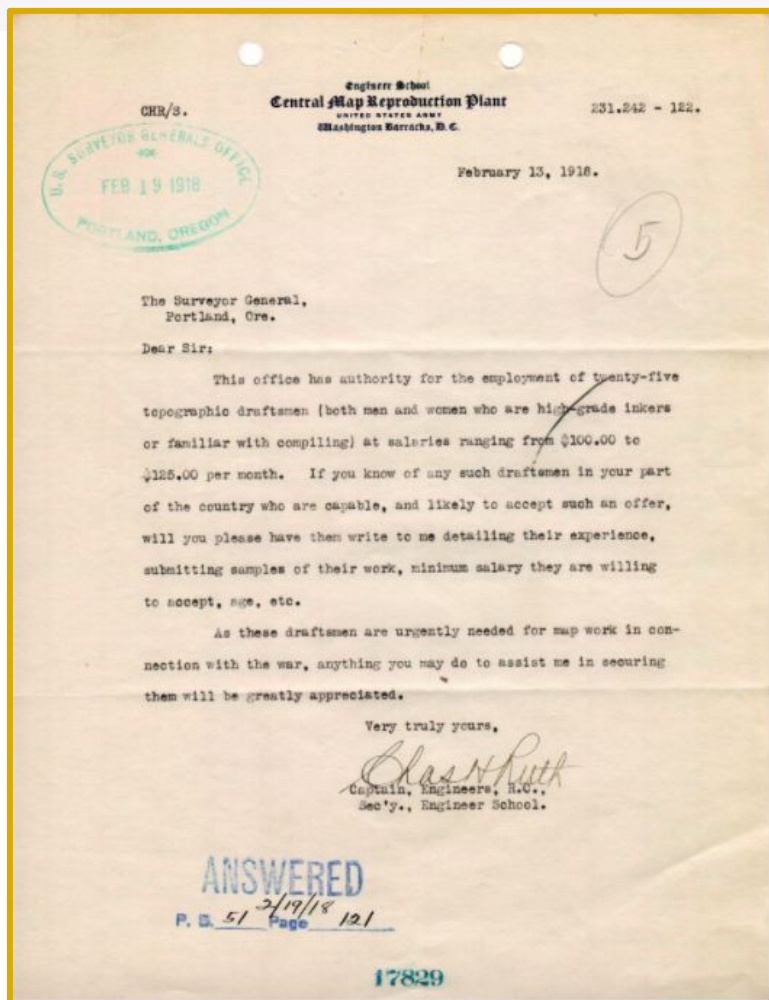 Engineer School
CHR/S.
Central Map Reproduction Plant
231.242 - 122.
UNITED STATES ARMY
Washington Barracks, D. C.
U. S. SURVEYOR GENERAL'S OFFICE
FEB 19 1918
PORTLAND, OREGON
February 13, 1918.
5
The Surveyor General,
Portland, Ore.
Dear Sir:
This office has authority for the employment of twenty-five
topographic draftsmen (both men and women who are high-grade inkers
or familiar with compiling) at salaries ranging from $100.00 to
$125.00 per month. If you know of any such draftsmen in your part
of the country who are capable, and likely to accept such an offer,
will you please have them write to me detailing their experience,
submitting samples of their work, minimum salary they are willing
to accept, age, etc.
As these draftsmen are urgently needed for map work in con-
nection with the war, anything you may do to assist me in securing
them will be greatly appreciated.
Very truly yours,
Chas H Ruth
Captain, Engineers, R.C.,
Sec'y., Engineer School.
ANSWERED
2/19/18
P. S. 51 Page 121
17829